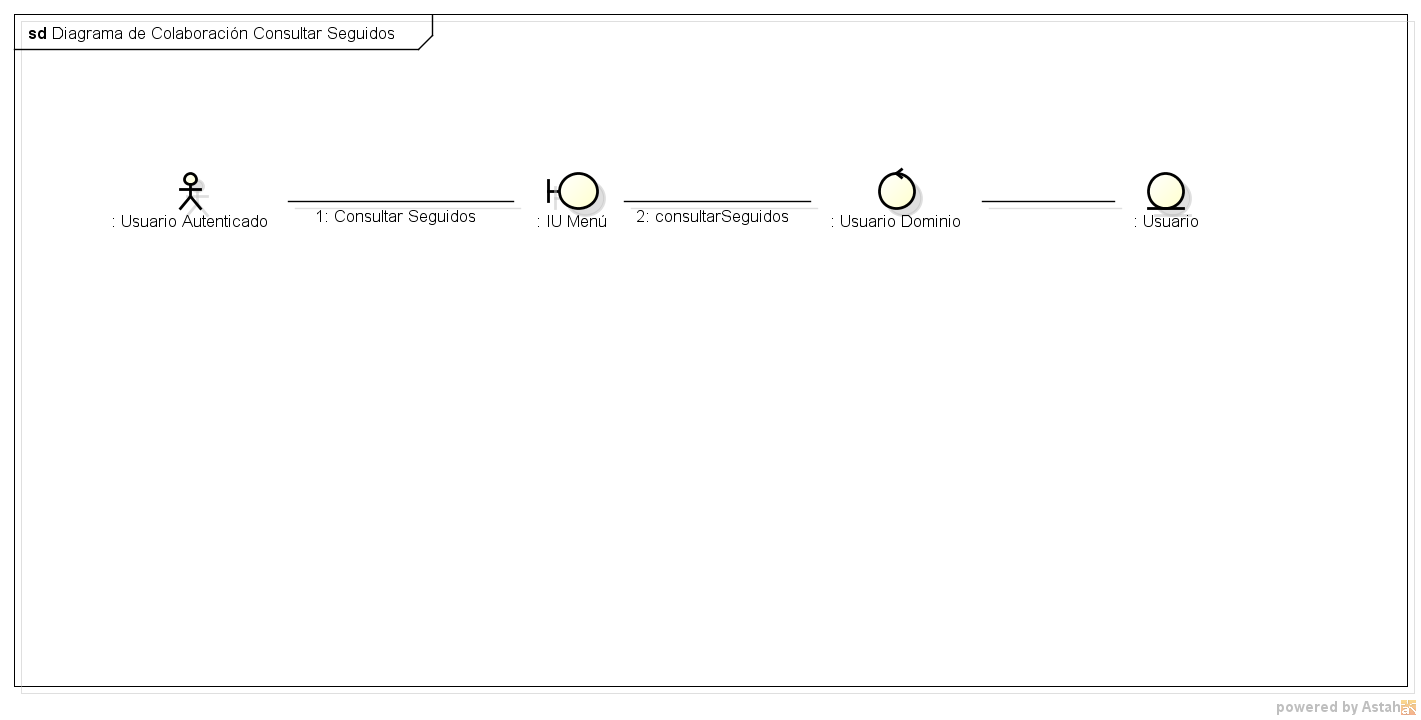 sd Diagrama de Colaboración Consultar Seguidos
: Usuario Autenticado
1: Consultar Seguidos
: IU Menú
2: consultarSeguidos
: Usuario Dominio
: Usuario
powered by Astah